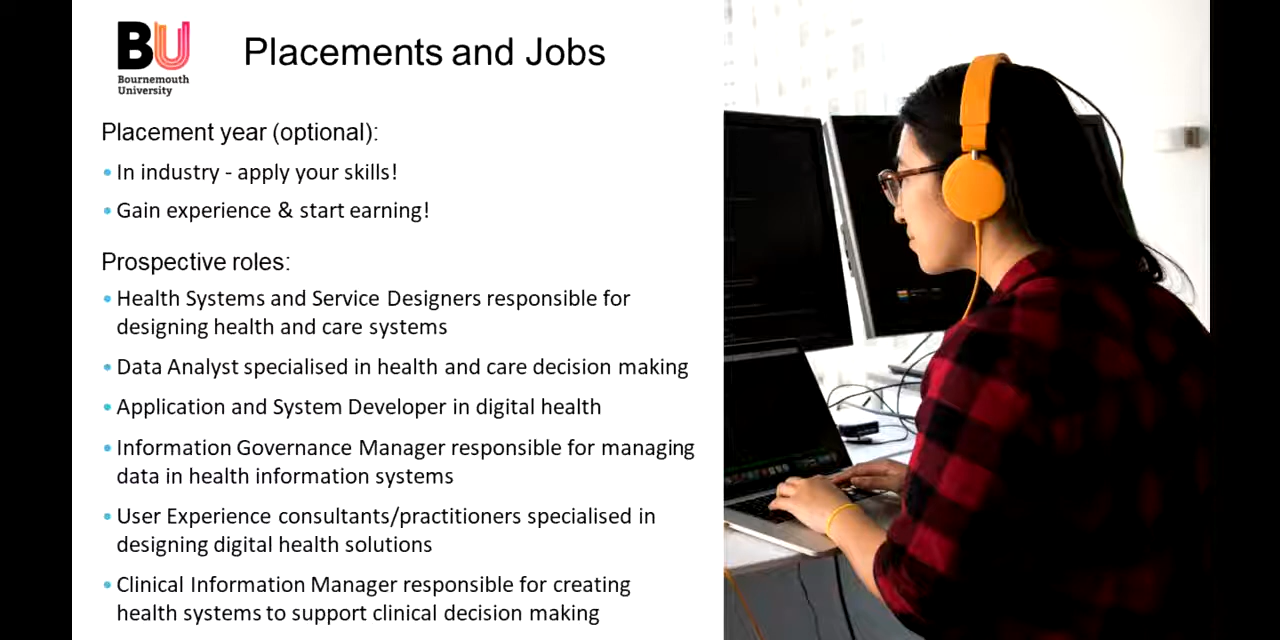 BU
Bournemouth
University
Placements and Jobs
Placement year (optional):
• In industry - apply your skills!
• Gain experience & start earning!
Prospective roles:
• Health Systems and Service Designers responsible for
designing health and care systems
• Data Analyst specialised in health and care decision making
• Application and System Developer in digital health
• Information Governance Manager responsible for managing
data in health information systems
• User Experience consultants/practitioners specialised in
designing digital health solutions
• Clinical Information Manager responsible for creating
health systems to support clinical decision making